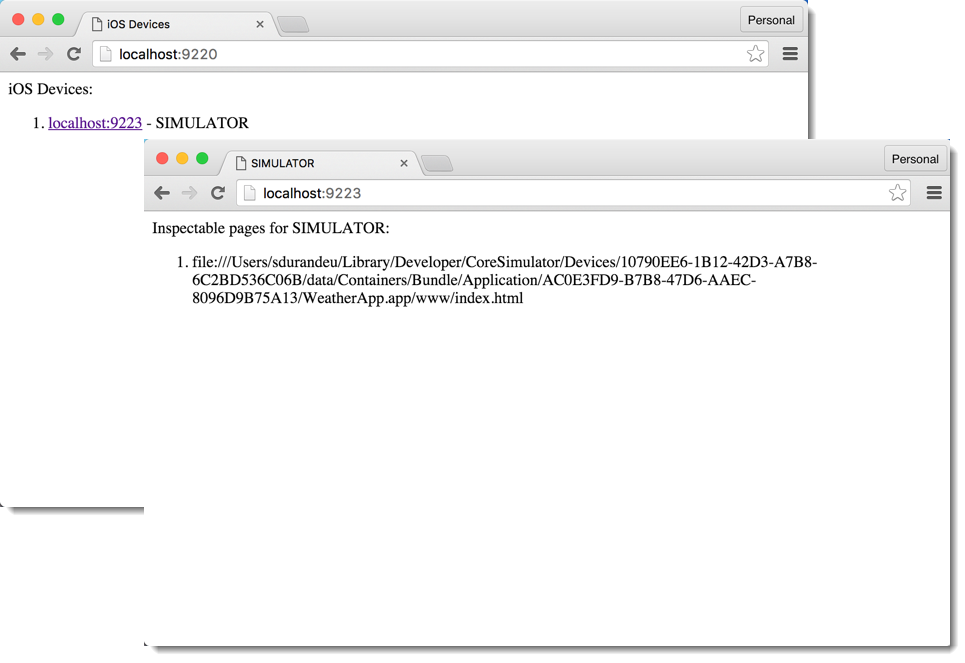 iOS Devices
Personal
localhost:9220
iOS Devices:
1. localhost:9223 - SIMULATOR
SIMULATOR
Personal
localhost:9223
Inspectable pages for SIMULATOR:
1. file:///Users/sdurandeu/Library/Developer/CoreSimulator/Devices/10790EE6-1B12-42D3-A7B8-
6C2BD536C06B/data/Containers/Bundle/Application/AC0E3FD9-B7B8-47D6-AAEC-
8096D9B75A13/WeatherApp.app/www/index.html